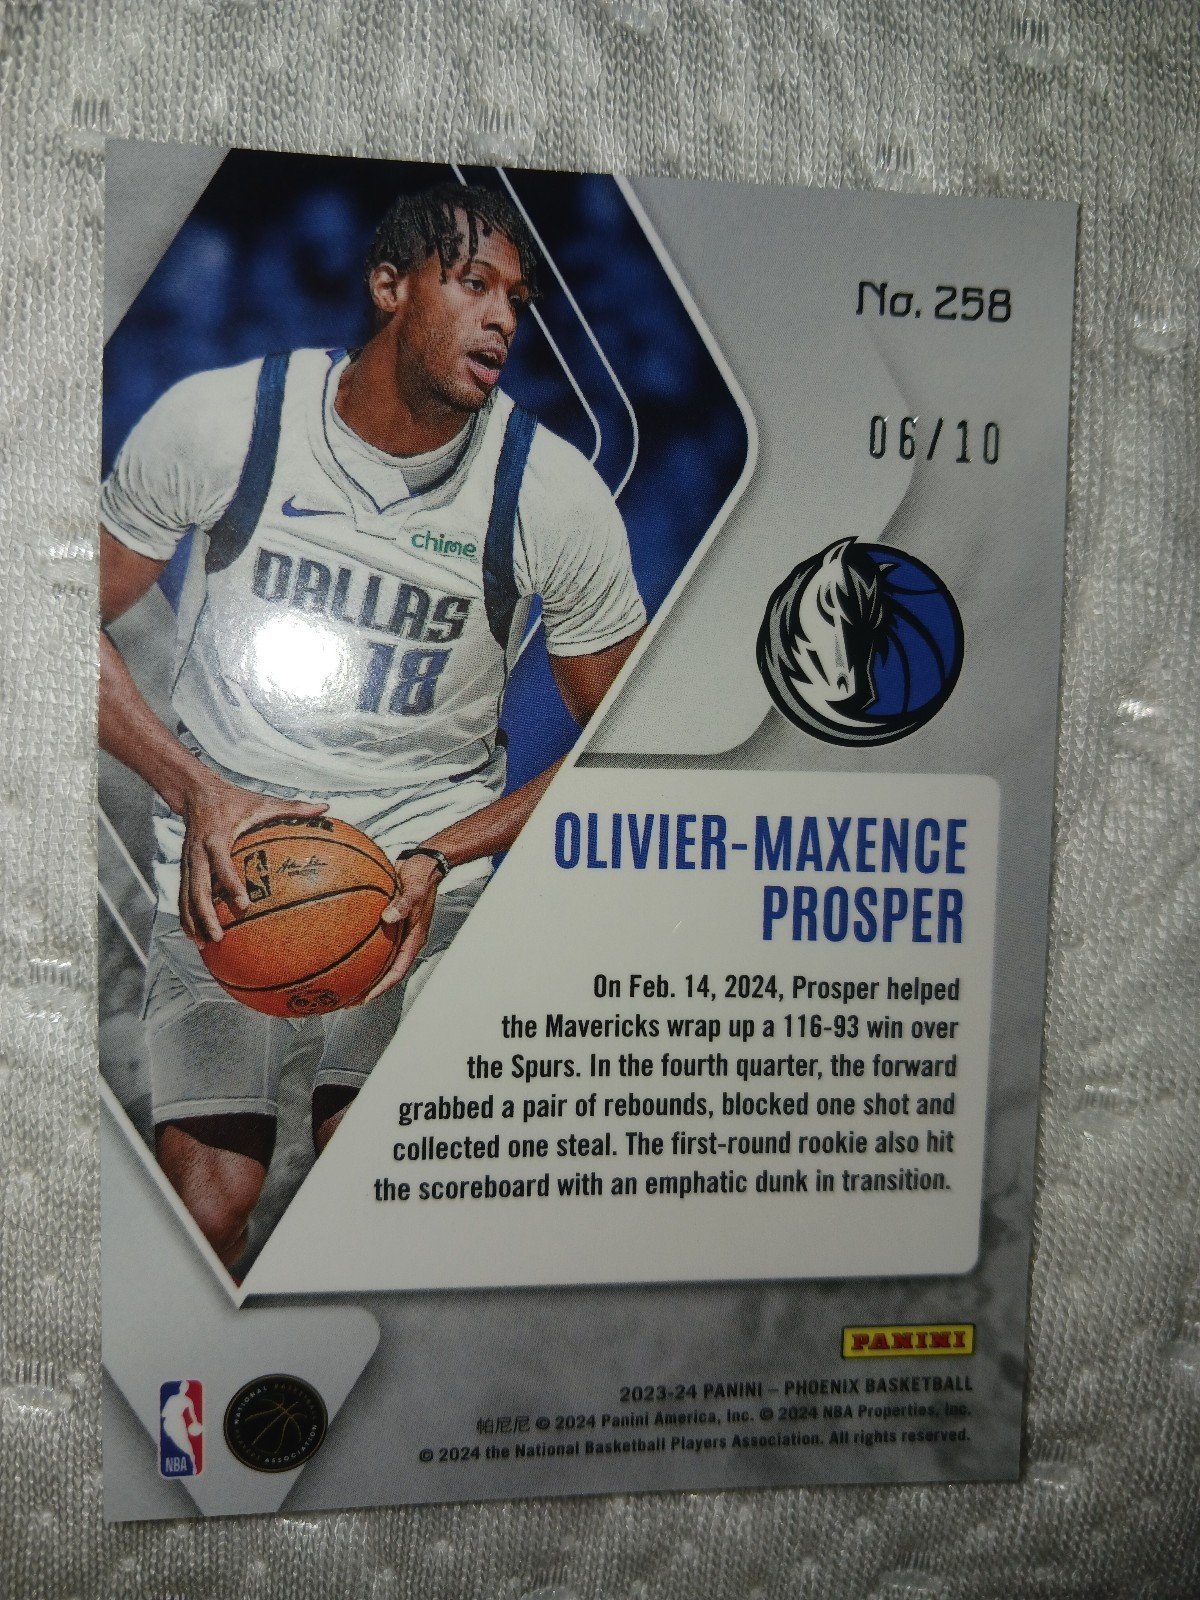 No. 258
06/10
chime
DALLAS
18
OLIVIER-MAXENCE
PROSPER
On Feb. 14, 2024, Prosper helped
the Mavericks wrap up a 116-93 win over
the Spurs. In the fourth quarter, the forward
grabbed a pair of rebounds, blocked one shot and
collected one steal. The first-round rookie also hit
the scoreboard with an emphatic dunk in transition.
PANINI
2023-24 PANINI – PHOENIX BASKETBALL
帕尼尼 © 2024 Panini America, Inc. © 2024 NBA Properties, Inc.
© 2024 the National Basketball Players Association. All rights reserved.
NBA
NATIONAL BASKETBALL PLAYERS ASSOCIATION